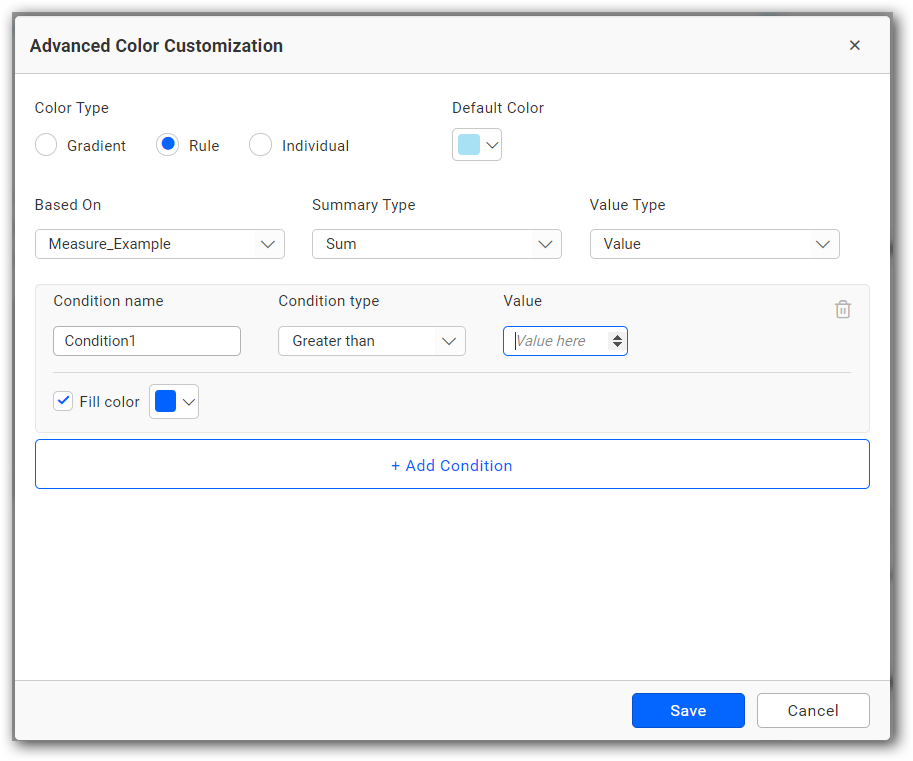 Advanced Color Customization
Color Type
Default Color
Gradient
Rule
Individual
Based On
Summary Type
Value Type
Measure_Example
Sum
Value
Condition name
Condition type
Value
Condition1
Greater than
Value here
Fill color
+ Add Condition
Save
Cancel